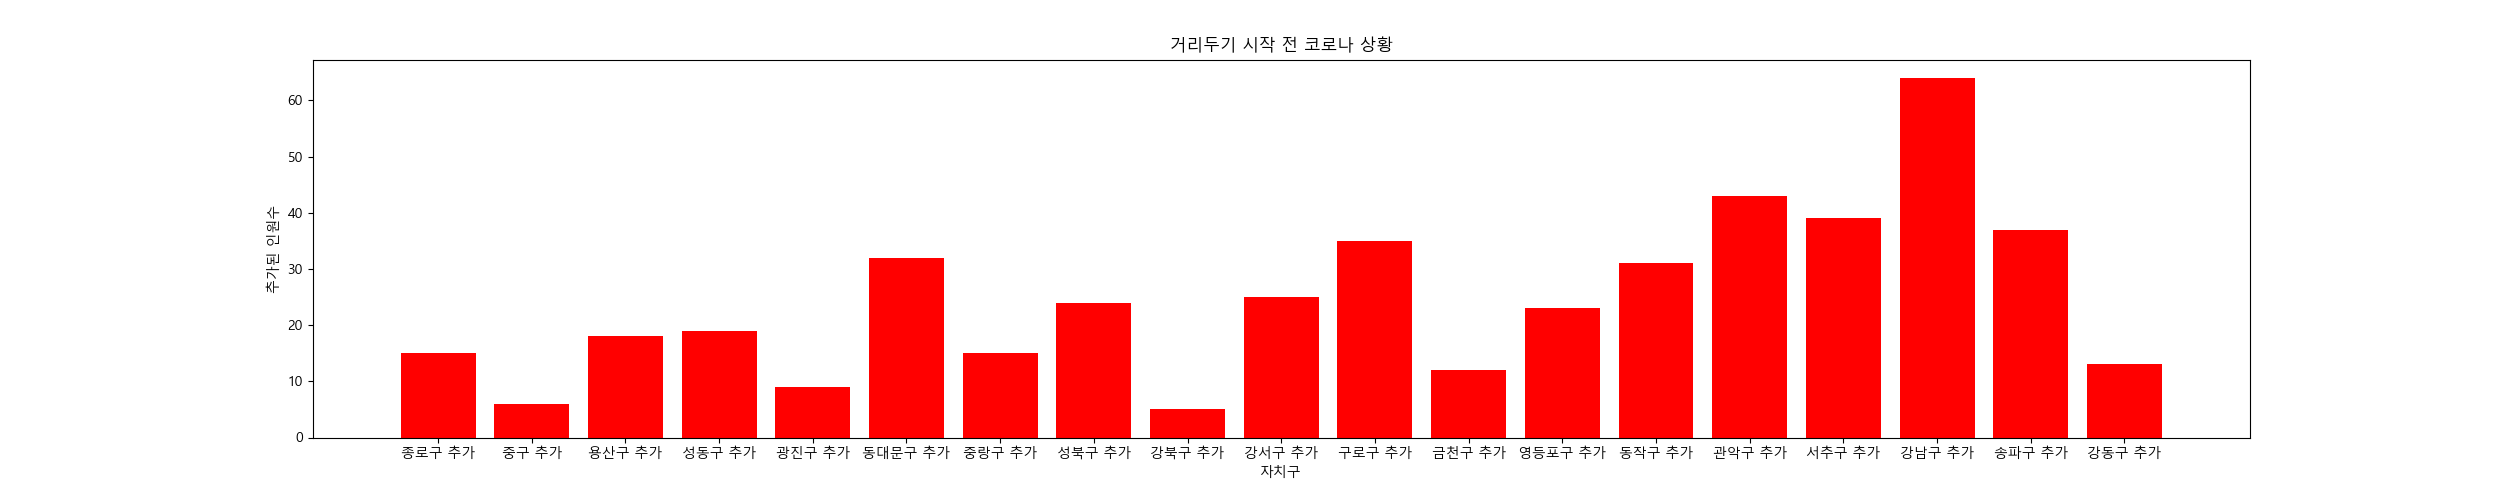 거리두기 시작 전 코로나 상황
추가된 인원수
60
50
40
30
20
10
0
종로구 추가 중구 추가 용산구 추가 성동구 추가 광진구 추가 동대문구 추가 중랑구 추가 성북구 추가 강북구 추가 강서구 추가 구로구 추가 금천구 추가 영등포구 추가 동작구 추가 관악구 추가 서추구 추가 강남구 추가 송파구 추가 강동구 추가
자치구